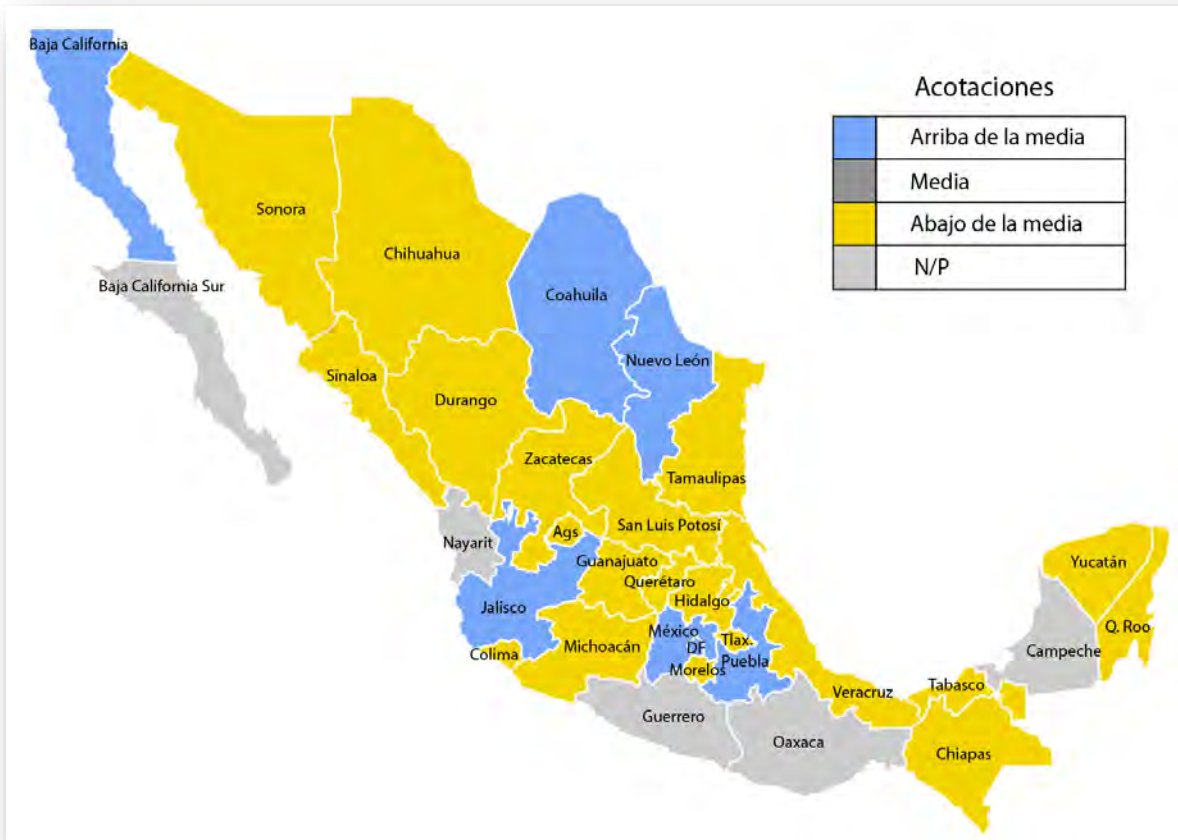 Baja California
Acotaciones
Arriba de la media
Media
Abajo de la media
N/P
Sonora
Chihuahua
Baja California Sur
Coahuila
Nuevo León
Sinaloa
Durango
Zacatecas
Tamaulipas
San Luis Potosí
Ags
Nayarit
Guanajuato
Querétaro
Hidalgo
Jalisco
México
DF
Tlax.
Michoacán
Colima
Morelos
Puebla
Yucatán
Q. Roo
Campeche
Veracruz
Tabasco
Guerrero
Oaxaca
Chiapas